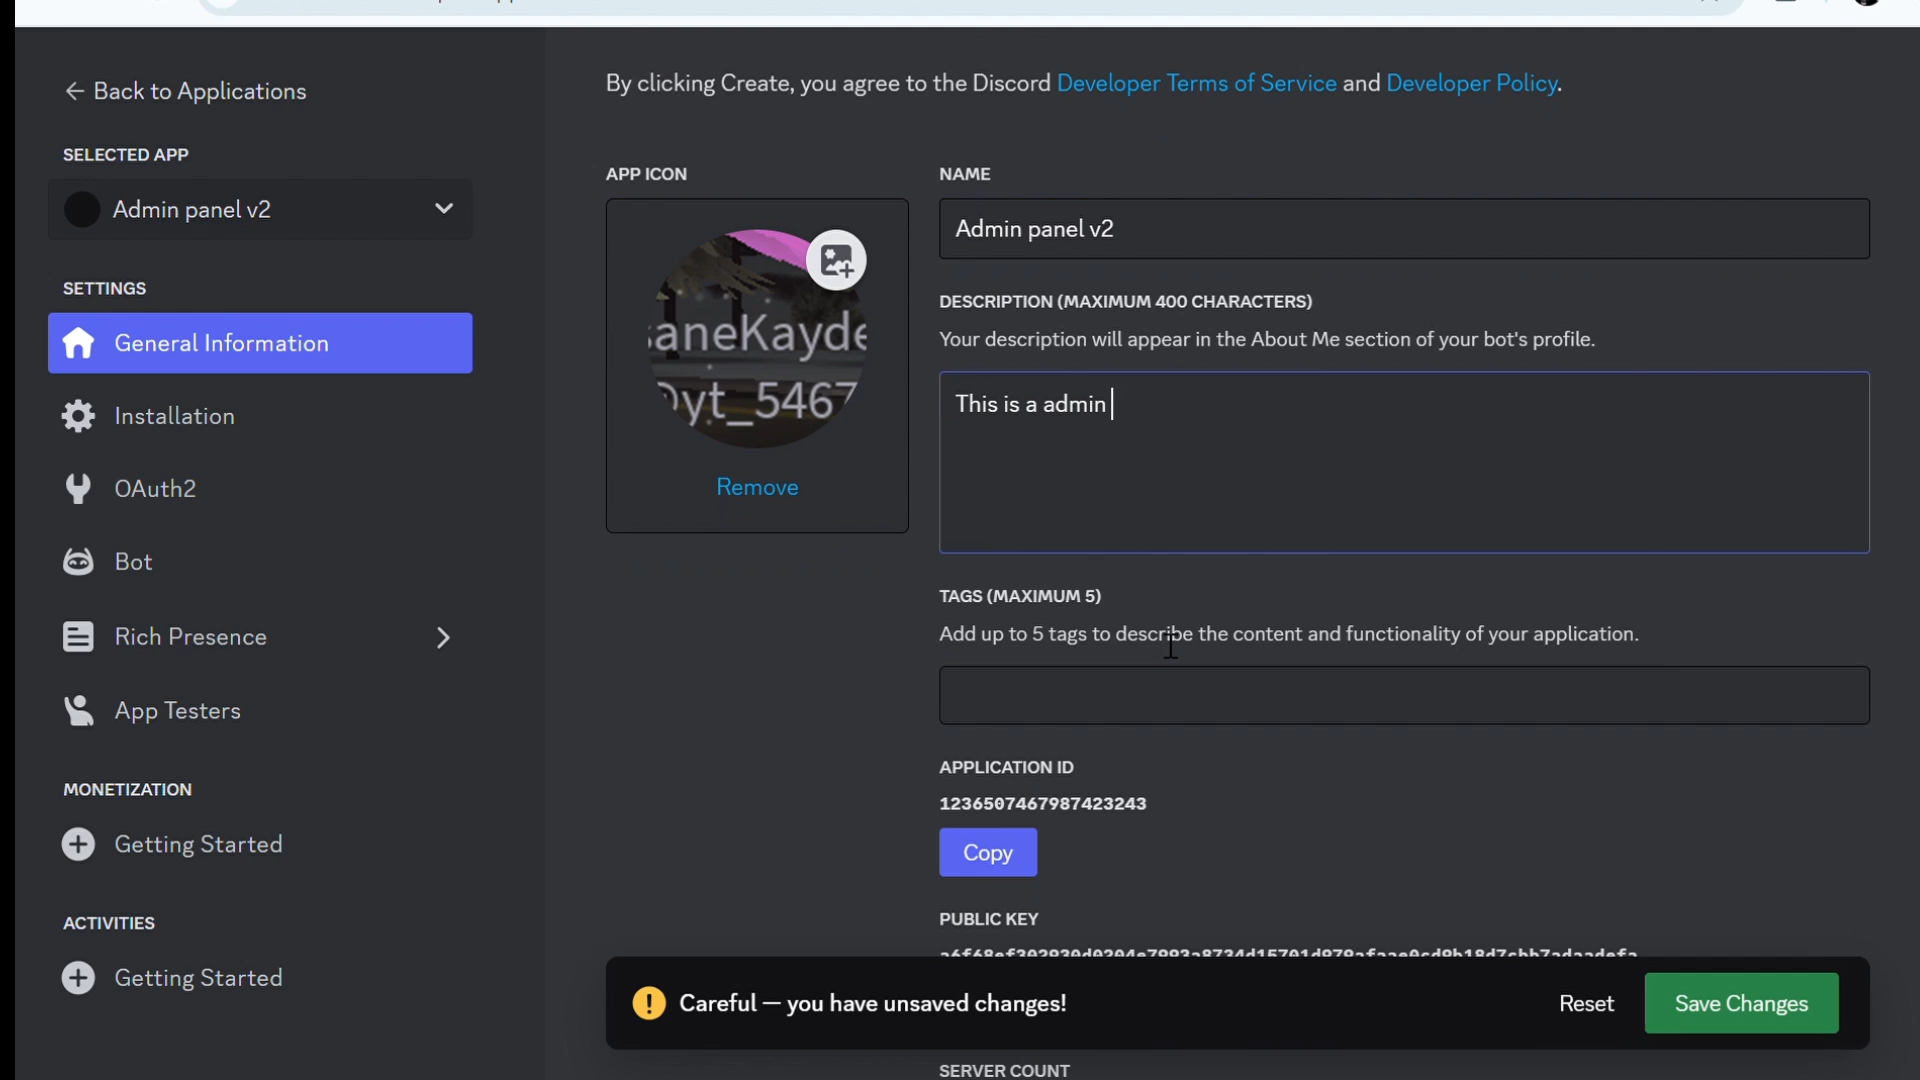 Back to Applications
SELECTED APP
Admin panel v2
SETTINGS
General Information
Installation
OAuth2
Bot
Rich Presence
App Testers
MONETIZATION
Getting Started
ACTIVITIES
Getting Started
By clicking Create, you agree to the Discord Developer Terms of Service and Developer Policy.
APP ICON
aneKayde
yt_5467
Remove
NAME
Admin panel v2
DESCRIPTION (MAXIMUM 400 CHARACTERS)
Your description will appear in the About Me section of your bot's profile.
This is a admin
TAGS (MAXIMUM 5)
Add up to 5 tags to describe the content and functionality of your application.
APPLICATION ID
1236507467987423243
Copy
PUBLIC KEY
Careful — you have unsaved changes!
Reset
Save Changes
SERVER COUNT